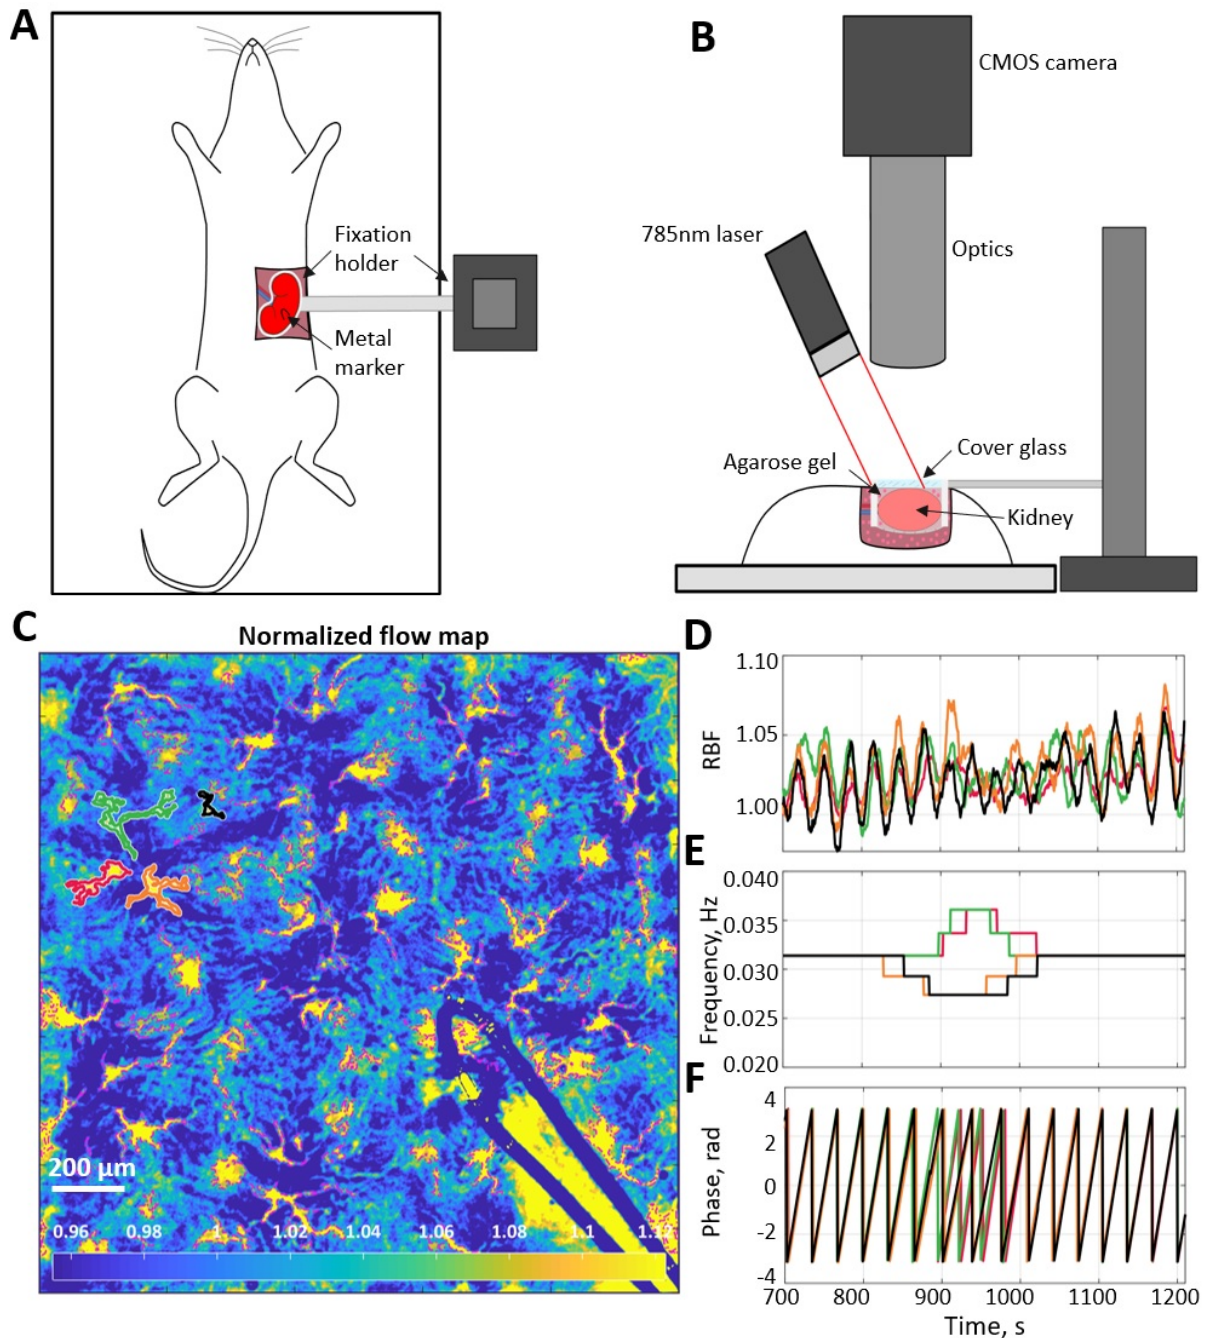 A
Fixation
holder
Metal
marker
B
CMOS camera
785nm laser
Optics
Cover glass
Agarose gel
Kidney
C
Normalized flow map
200 µm
0.96 0.98 1 1.02 1.04 1.06 1.08 1.1 1.12
D
1.10
1.05
1.00
RBF
E
0.040
0.035
0.030
0.025
0.020
Frequency, Hz
F
4
2
0
-2
-4
Phase, rad
700 800 900 1000 1100 1200
Time, s